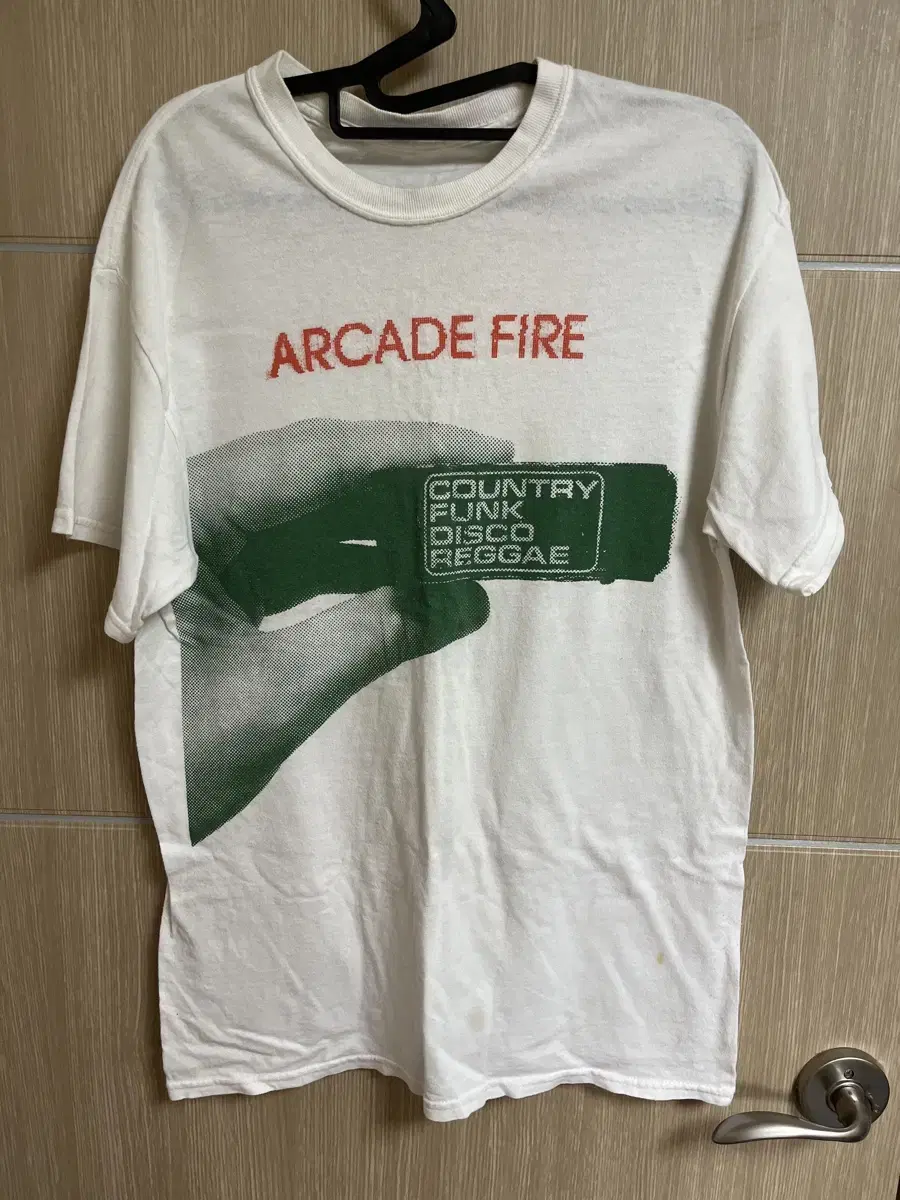 ARCADE FIRE
COUNTRY
FUNK
DISCO
REGGAE